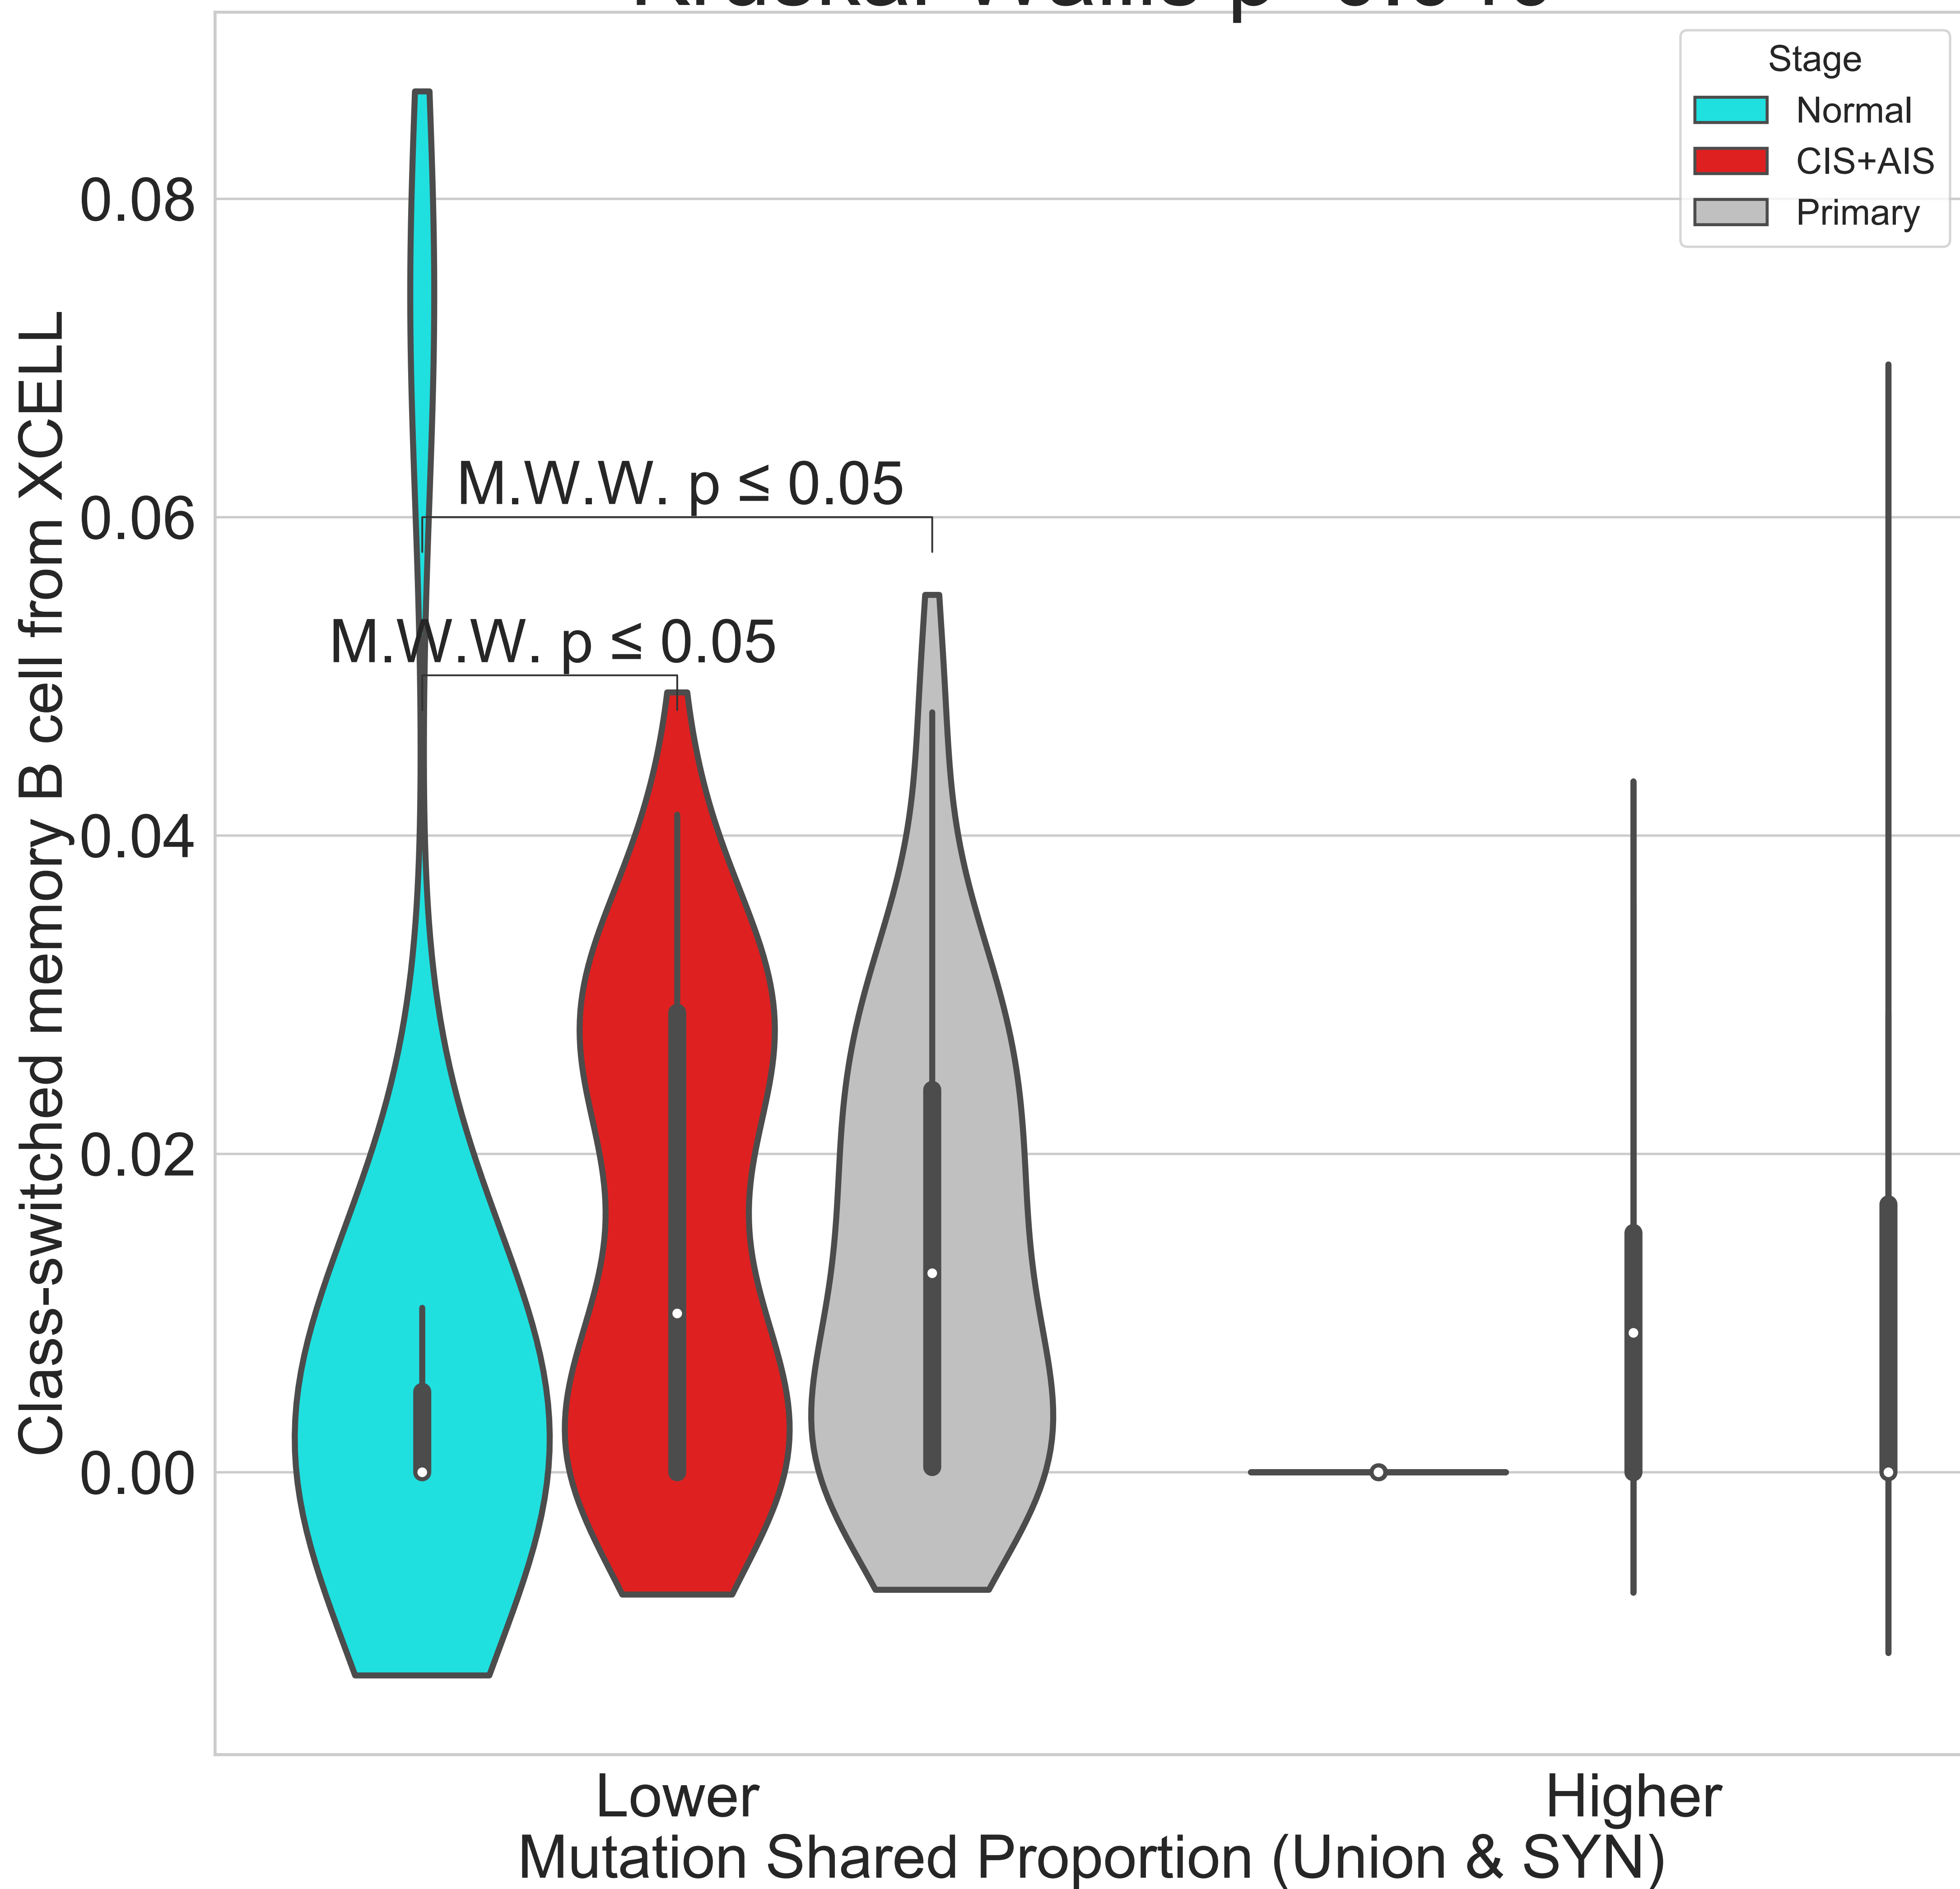 Stage
Normal
CIS+AIS
Primary
Class-switched memory B cell from XCELL
0.08
0.06
0.04
0.02
0.00
M.W.W. p ≤ 0.05
M.W.W. p ≤ 0.05
Lower
Higher
Mutation Shared Proportion (Union & SYN)